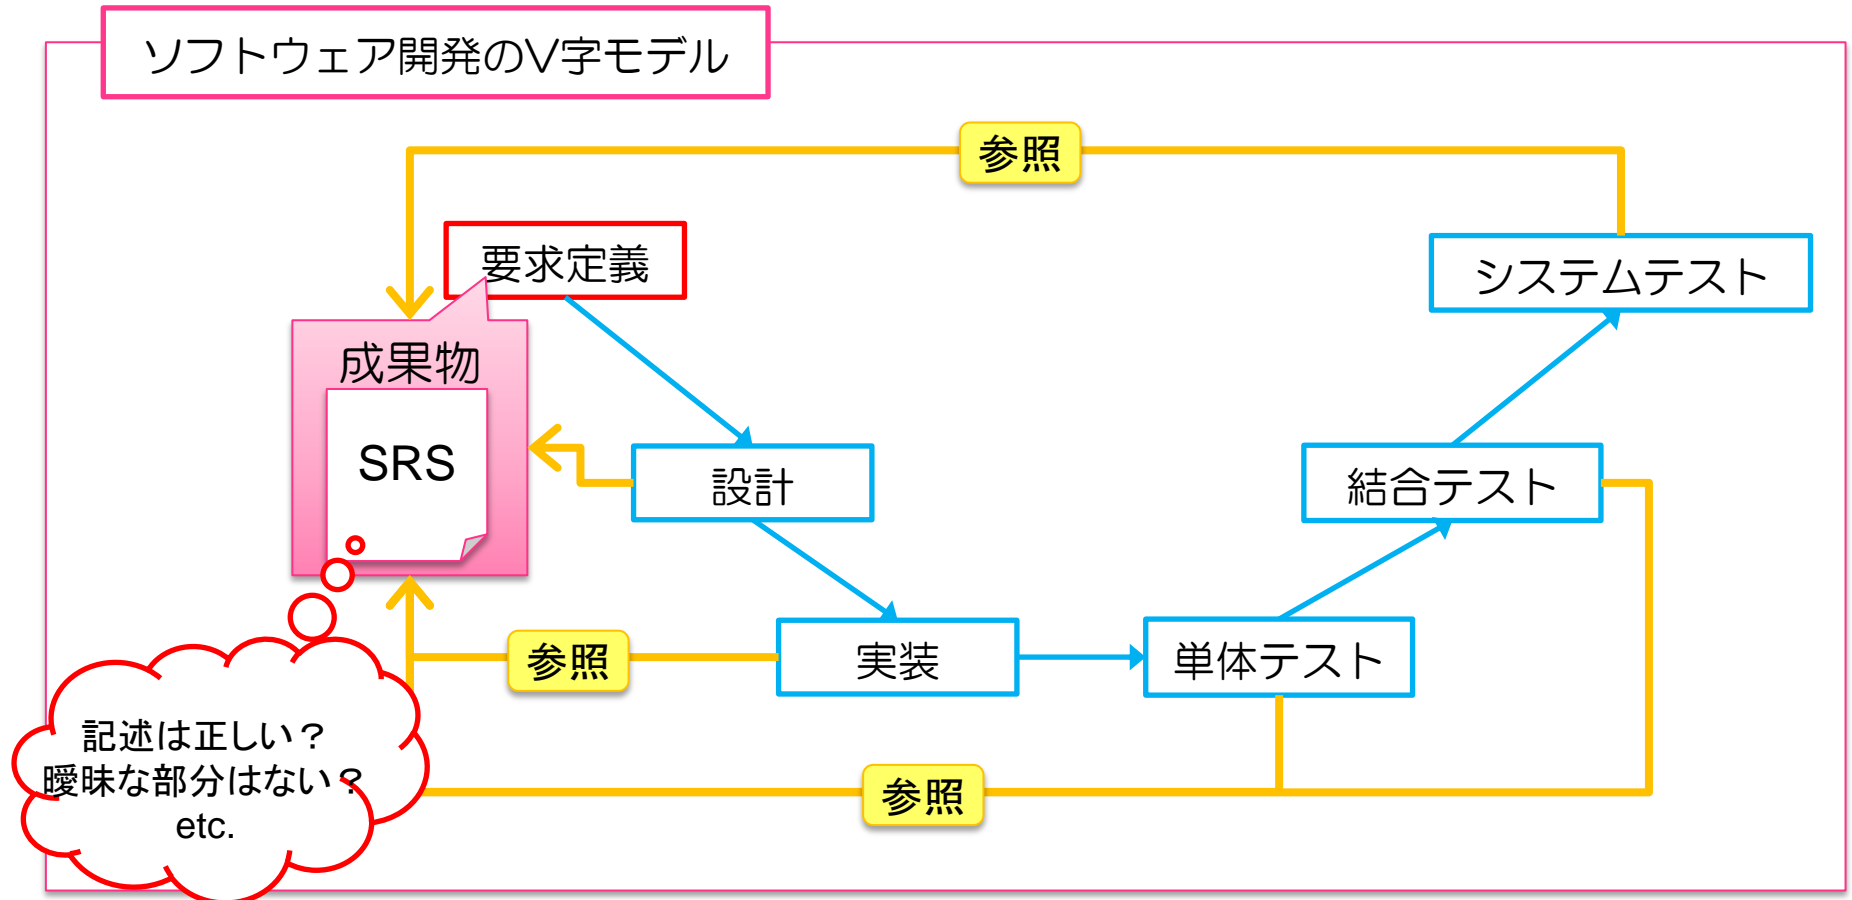 ソフトウェア開発のV字モデル
参照
要求定義
システムテスト
成果物
SRS
設計
結合テスト
参照
実装
単体テスト
記述は正しい？
曖昧な部分はない？
etc.
参照